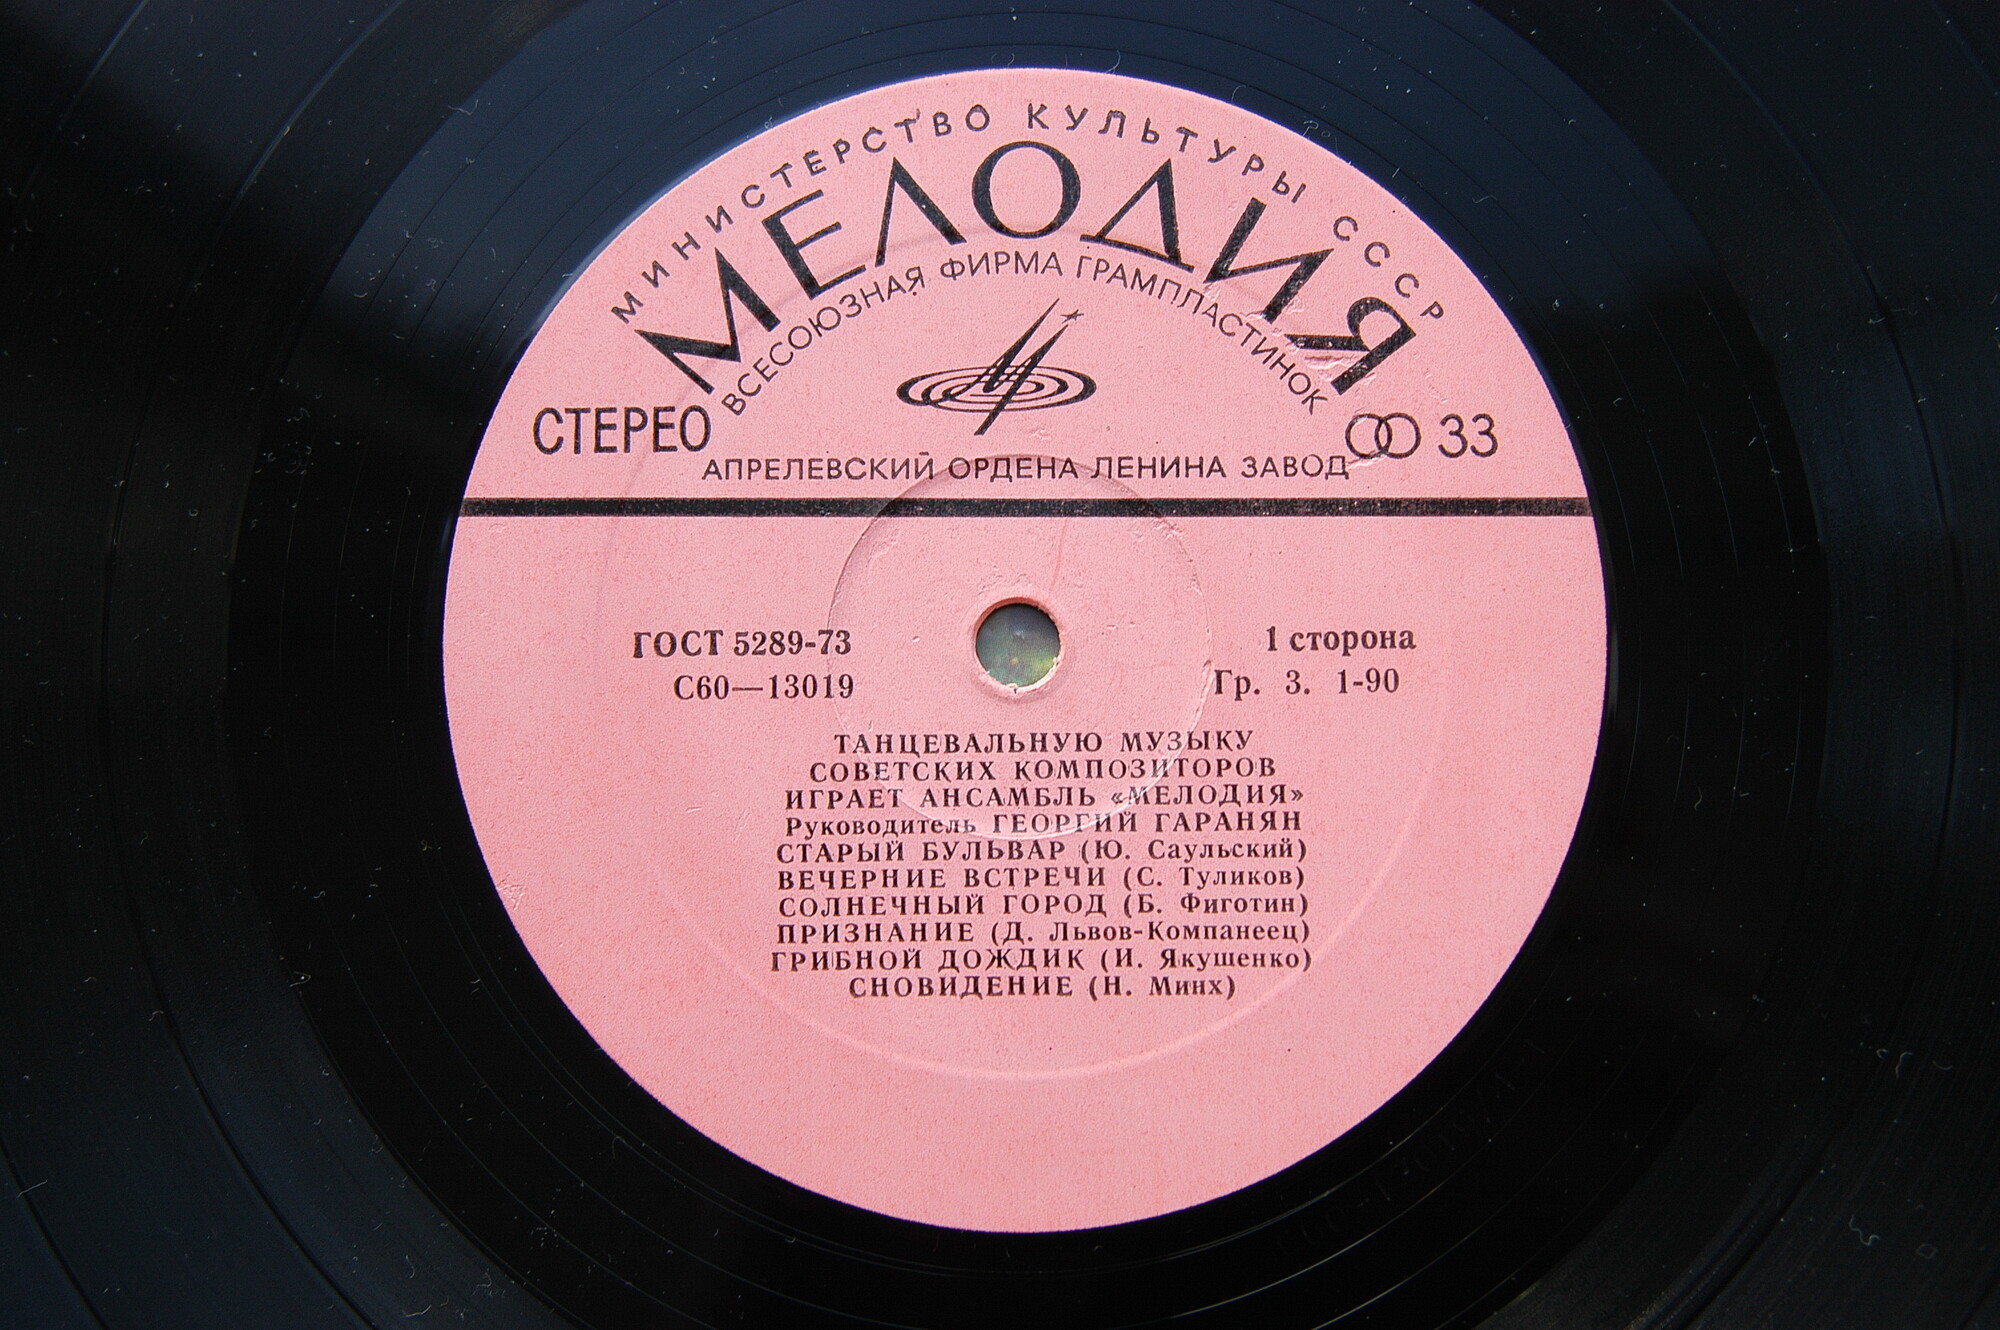 МИНИСТЕРСТВО КУЛЬТУРЫ СССР
МЕЛОДИЯ
ВСЕСОЮЗНАЯ ФИРМА ГРАМПЛАСТИНОК
СТЕРЕО
33
АПРЕЛЕВСКИЙ ОРДЕНА ЛЕНИНА ЗАВОД
ГОСТ 5289-73
1 сторона
С60—13019
Гр. 3. 1-90
ТАНЦЕВАЛЬНУЮ МУЗЫКУ
СОВЕТСКИХ КОМПОЗИТОРОВ
ИГРАЕТ АНСАМБЛЬ «МЕЛОДИЯ»
Руководитель ГЕОРГИЙ ГАРАНЯН
СТАРЫЙ БУЛЬВАР (Ю. Саульский)
ВЕЧЕРНИЕ ВСТРЕЧИ (С. Туликов)
СОЛНЕЧНЫЙ ГОРОД (Б. Фиготин)
ПРИЗНАНИЕ (Д. Львов-Компанеец)
ГРИБНОЙ ДОЖДИК (И. Якушенко)
СНОВИДЕНИЕ (Н. Минх)